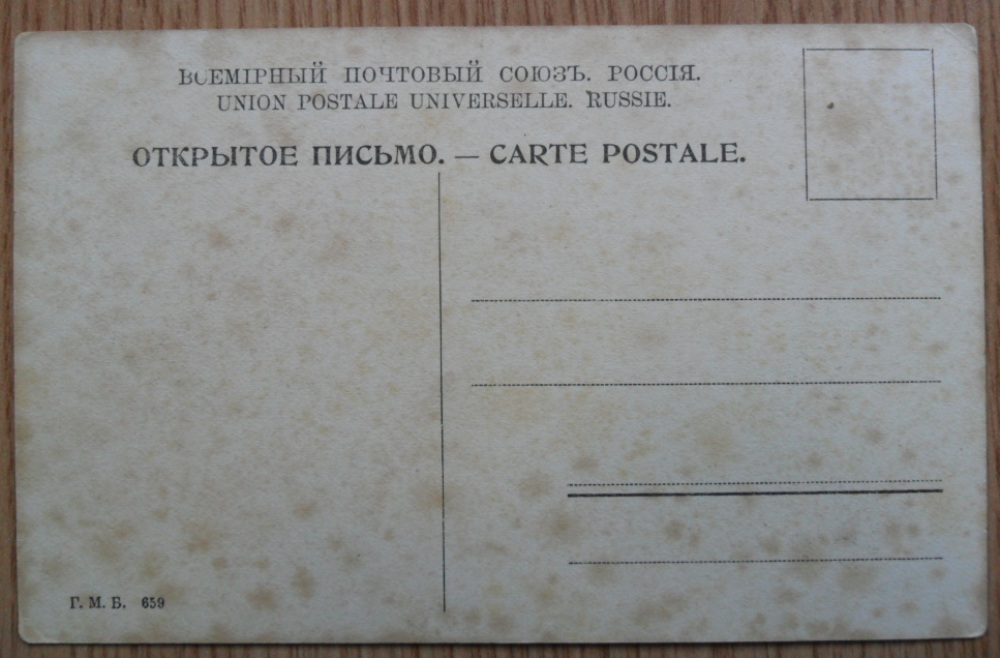 ВСЕМІРНЫЙ ПОЧТОВЫЙ СОЮЗЪ. РОССІЯ.
UNION POSTALE UNIVERSELLE. RUSSIE.
ОТКРЫТОЕ ПИСЬМО. — CARTE POSTALE.
Г. М. Б. 659